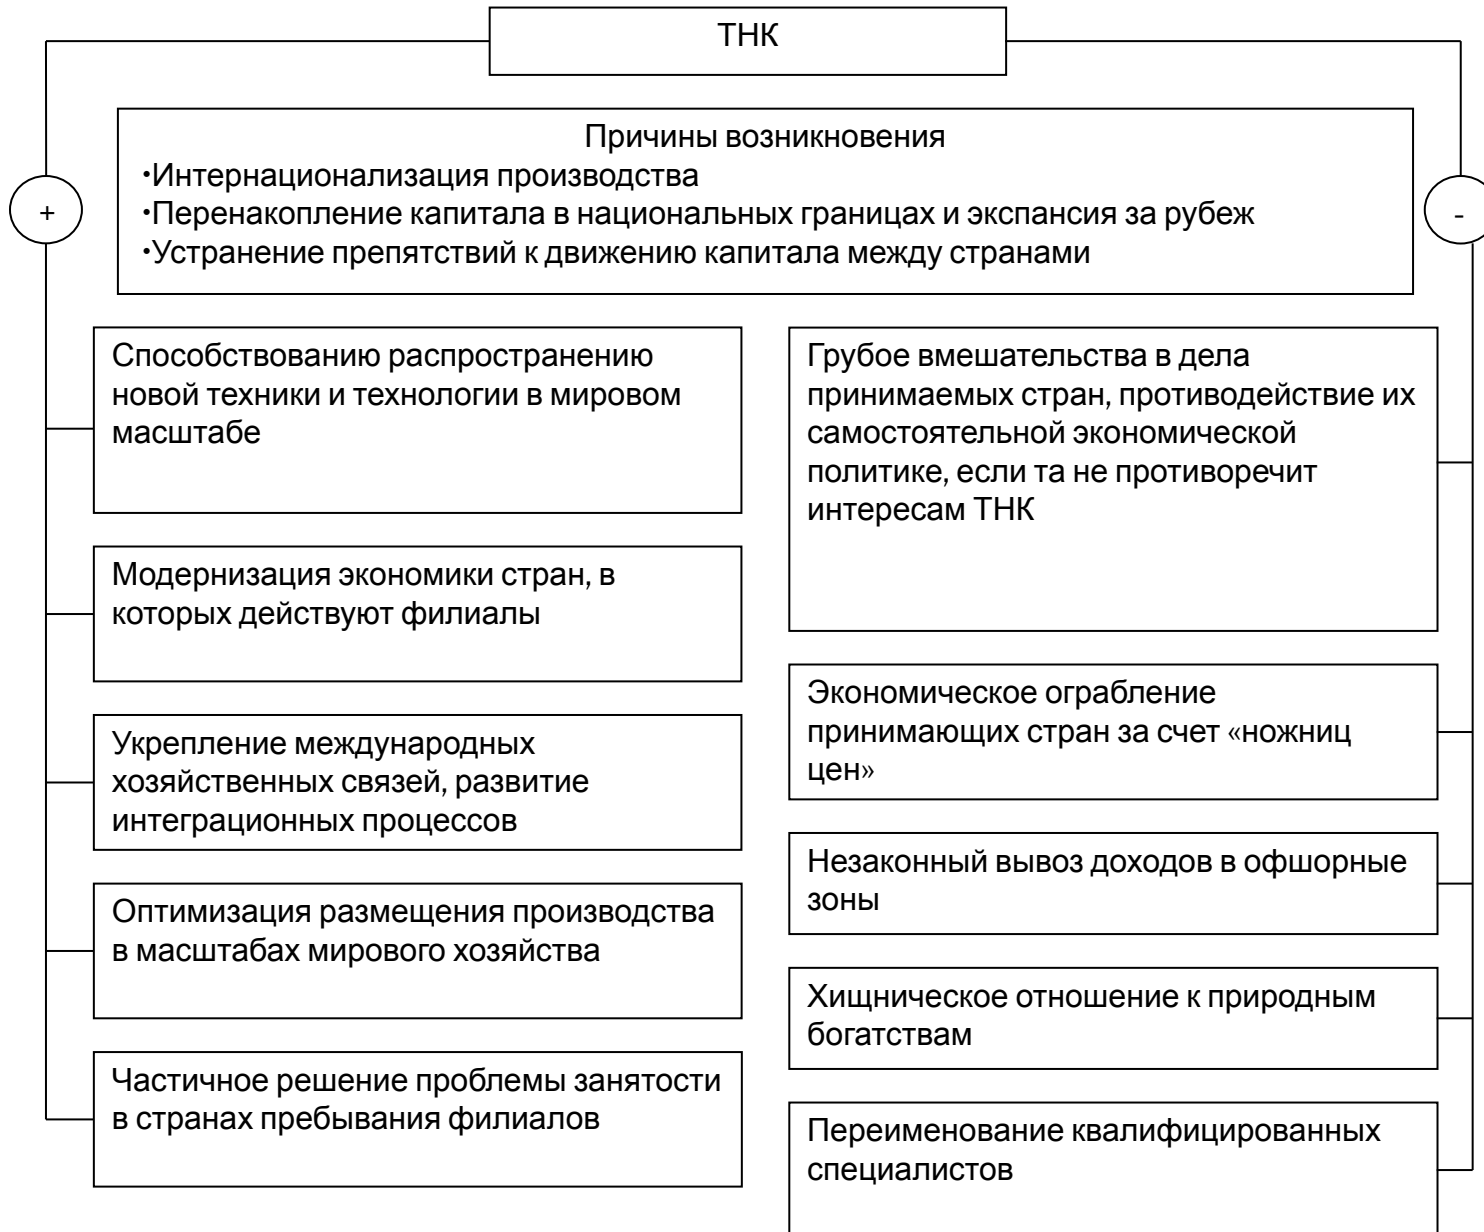 ТНК
Причины возникновения
•Интернационализация производства
•Перенакопление капитала в национальных границах и экспансия за рубеж
•Устранение препятствий к движению капитала между странами
+
-
Способствованию распространению
новой техники и технологии в мировом
масштабе
Модернизация экономики стран, в
которых действуют филиалы
Укрепление международных
хозяйственных связей, развитие
интеграционных процессов
Оптимизация размещения производства
в масштабах мирового хозяйства
Частичное решение проблемы занятости
в странах пребывания филиалов
Грубое вмешательства в дела
принимаемых стран, противодействие их
самостоятельной экономической
политике, если та не противоречит
интересам ТНК
Экономическое ограбление
принимающих стран за счет «ножниц
цен»
Незаконный вывоз доходов в офшорные
зоны
Хищническое отношение к природным
богатствам
Переименование квалифицированных
специалистов